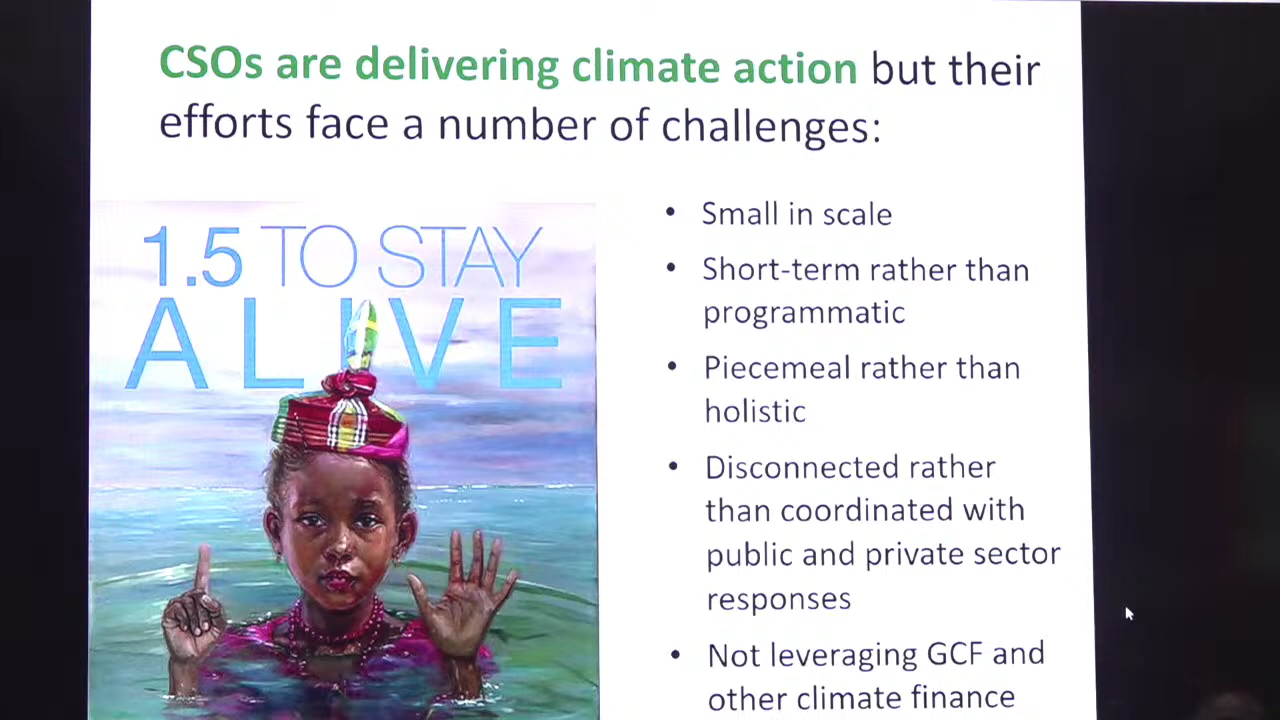 CSOs are delivering climate action but their
efforts face a number of challenges:
1.5 TO STAY
ALIVE
• Small in scale
• Short-term rather than
programmatic
• Piecemeal rather than
holistic
• Disconnected rather
than coordinated with
public and private sector
responses
• Not leveraging GCF and
other climate finance